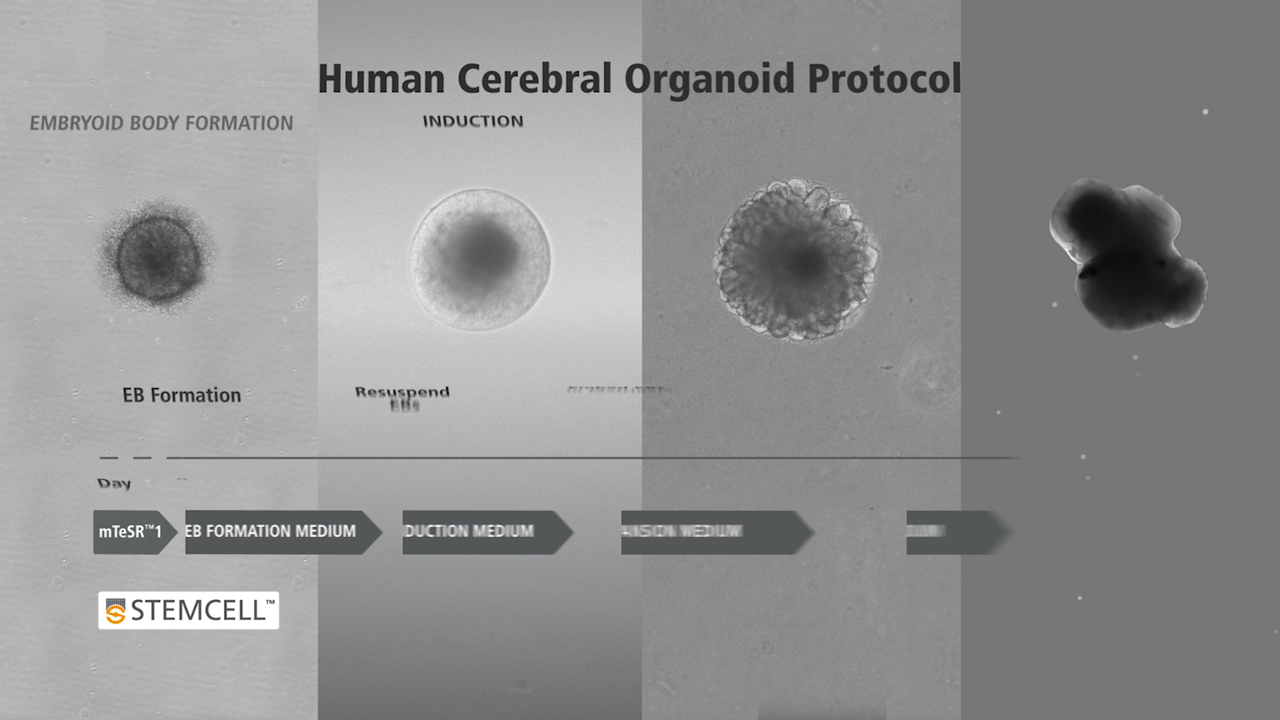 Human Cerebral Organoid Protocol
EMBRYOID BODY FORMATION
INDUCTION
EB Formation
Resuspend
EBs
Day
mTeSR™1
EB FORMATION MEDIUM
DUCTION MEDIUM
STEMCELL™